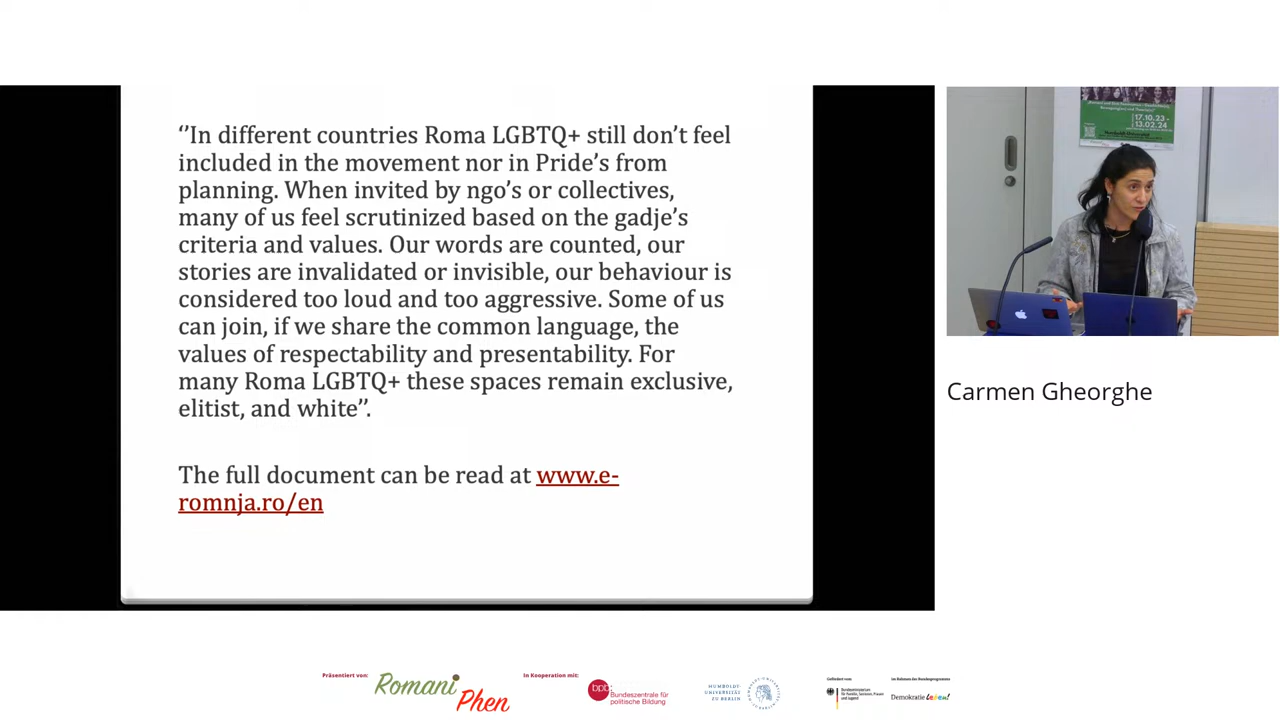 ‘’In different countries Roma LGBTQ+ still don’t feel
included in the movement nor in Pride’s from
planning. When invited by ngo’s or collectives,
many of us feel scrutinized based on the gadje’s
criteria and values. Our words are counted, our
stories are invalidated or invisible, our behaviour is
considered too loud and too aggressive. Some of us
can join, if we share the common language, the
values of respectability and presentability. For
many Roma LGBTQ+ these spaces remain exclusive,
elitist, and white’’.
The full document can be read at www.e-
romnja.ro/en
17.10.23 -
13.02.24
Carmen Gheorghe
Präsentiert von:
Romani
Phen
In Kooperation mit:
bpb:
Bundeszentrale für
politische Bildung
HUMBOLDT-
UNIVERSITÄT
ZU BERLIN
Gefördert vom
Bundesministerium
für Familie, Senioren, Frauen
und Jugend
im Rahmen des Bundesprogramms
Demokratie leben!